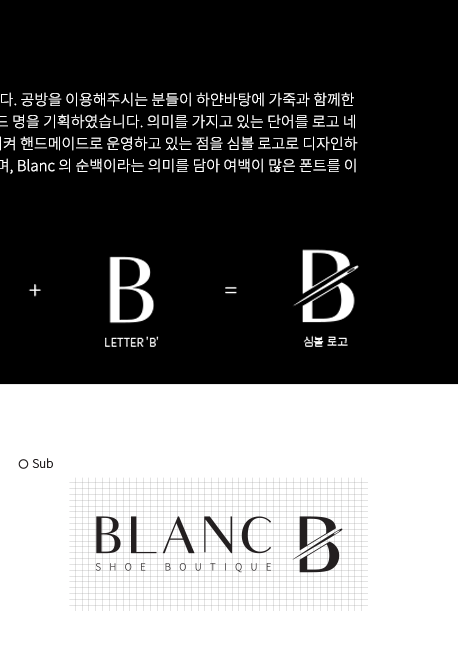 다. 공방을 이용해주시는 분들이 하얀바탕에 가죽과 함께한
드 명을 기획하였습니다. 의미를 가지고 있는 단어를 로고 네
켜 핸드메이드로 운영하고 있는 점을 심볼 로고로 디자인하
며, Blanc 의 순백이라는 의미를 담아 여백이 많은 폰트를 이
+ B = B
LETTER 'B' 심볼 로고
Sub
BLANC B
SHOE BOUTIQUE